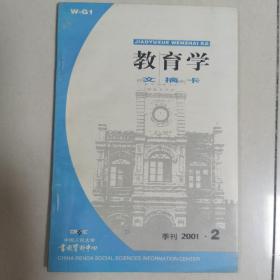 W-G1
JIAOYUXUE WENZHAI KA
教育学
文摘卡
季刊 2001·2
中国人民大学
书报资料中心
CHINA RENDA SOCIAL SCIENCES INFORMATION CENTER